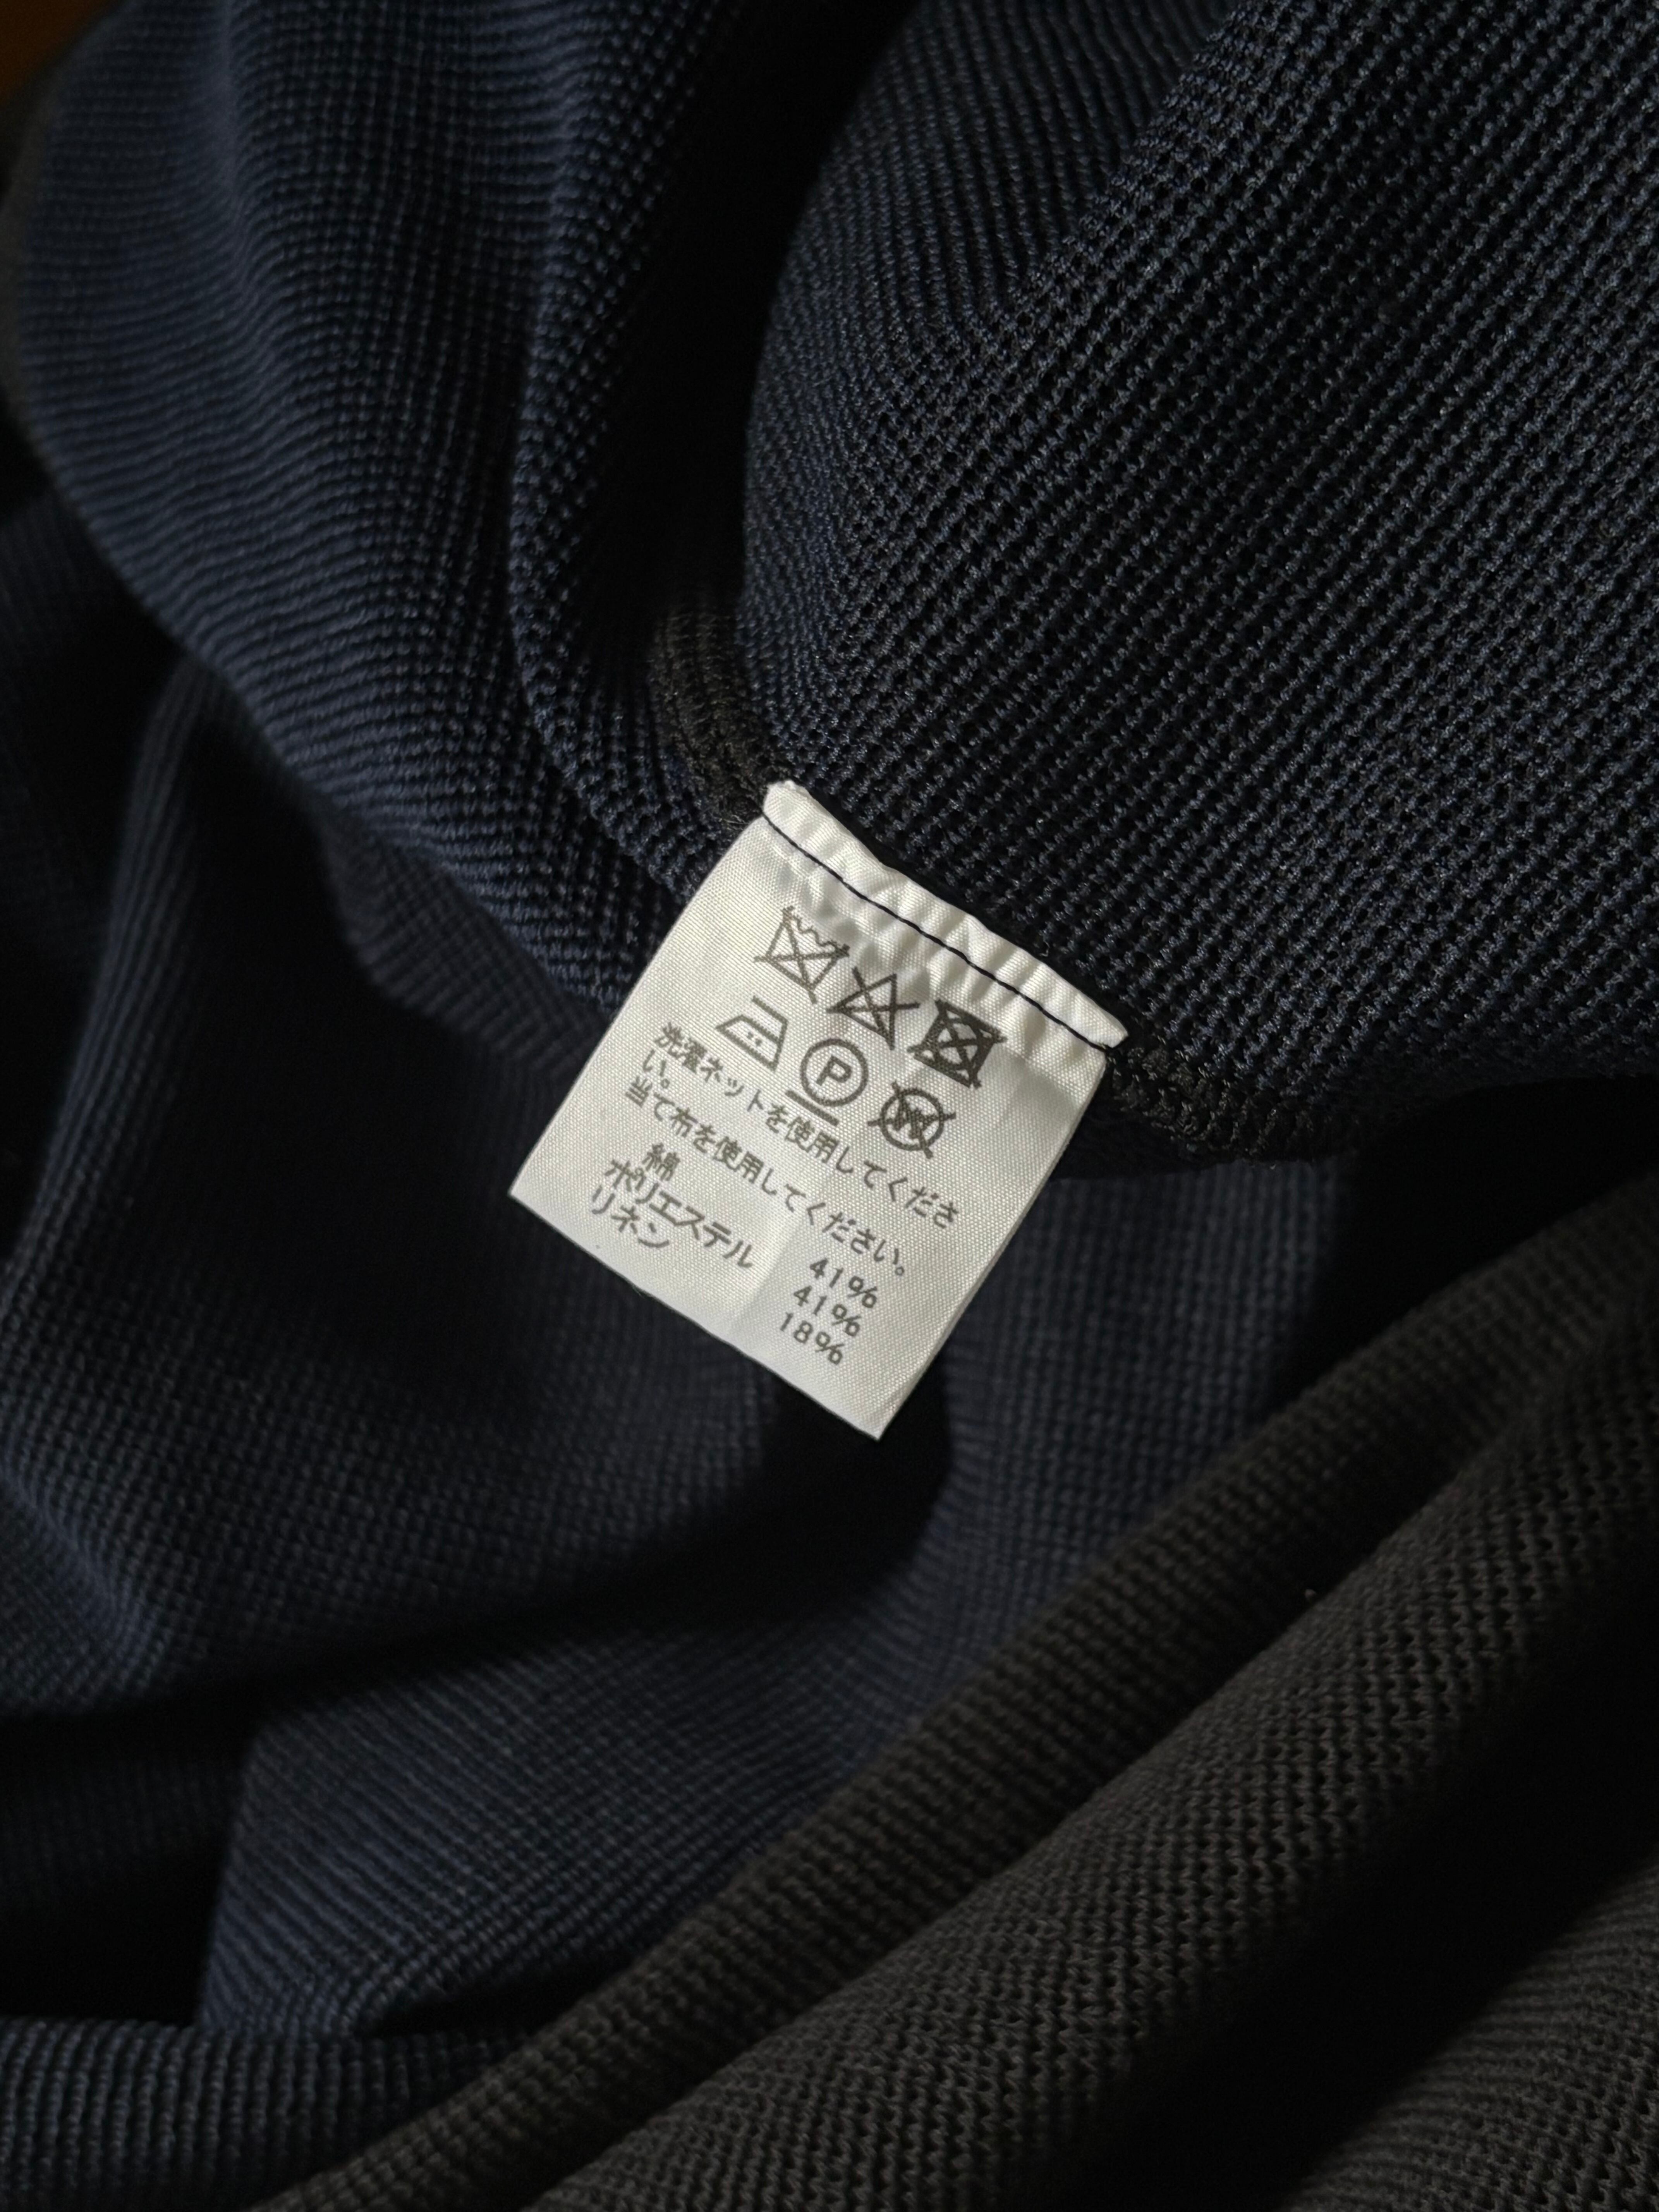 P
W
洗濯ネットを使用してくださ
い。
当て布を使用してください。
綿 41%
ポリエステル 41%
リネン 18%